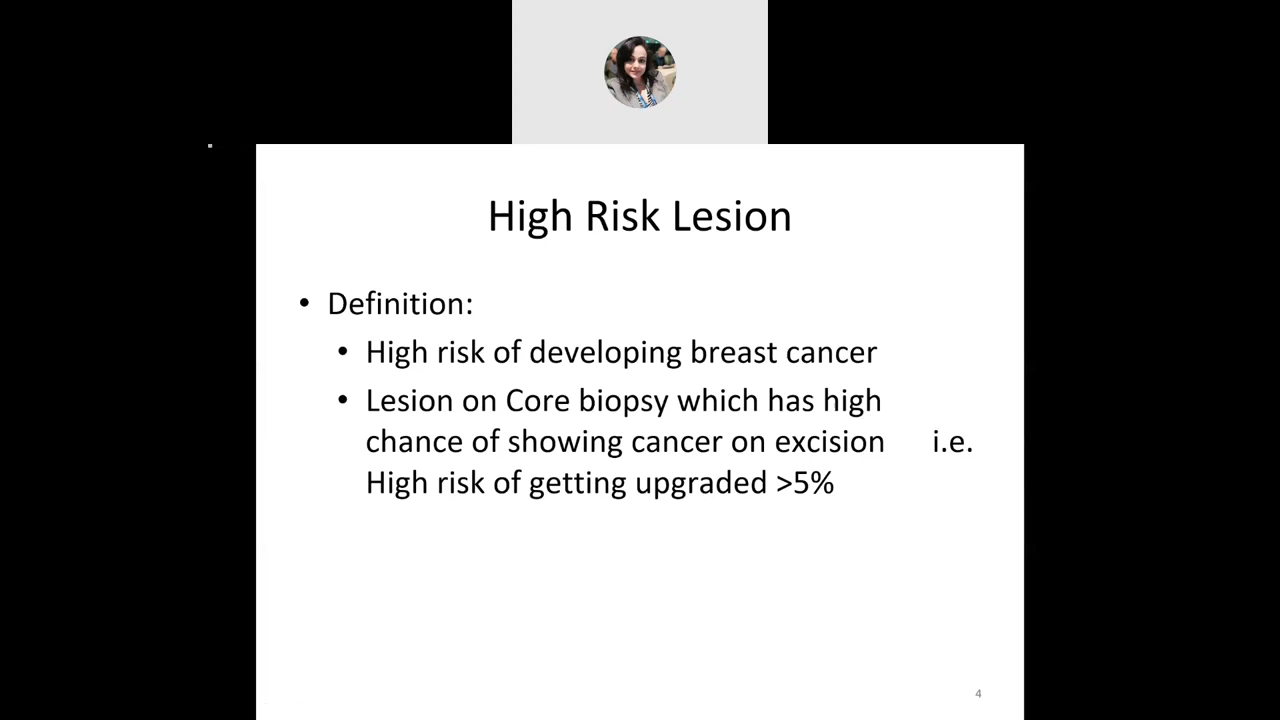 High Risk Lesion
• Definition:
• High risk of developing breast cancer
• Lesion on Core biopsy which has high
chance of showing cancer on excision i.e.
High risk of getting upgraded >5%
4